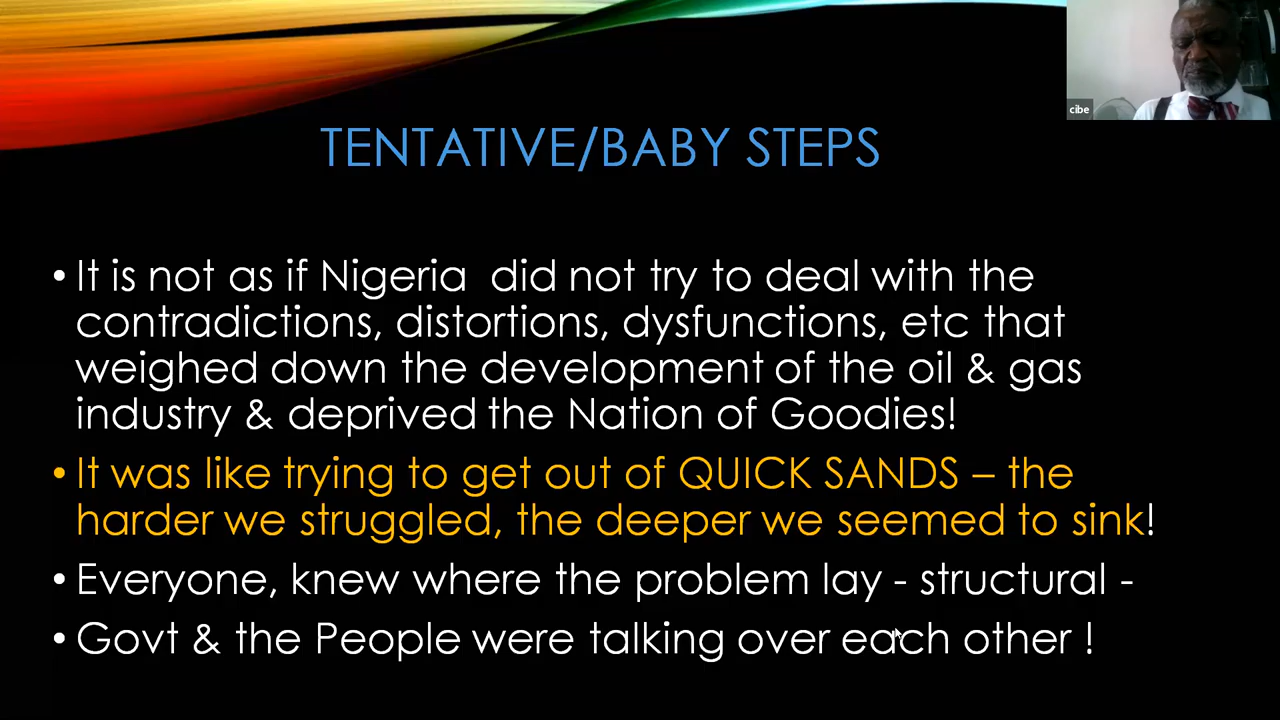 cibe
TENTATIVE/BABY STEPS
• It is not as if Nigeria did not try to deal with the
contradictions, distortions, dysfunctions, etc that
weighed down the development of the oil & gas
industry & deprived the Nation of Goodies!
• It was like trying to get out of QUICK SANDS – the
harder we struggled, the deeper we seemed to sink!
• Everyone, knew where the problem lay - structural -
• Govt & the People were talking over each other !